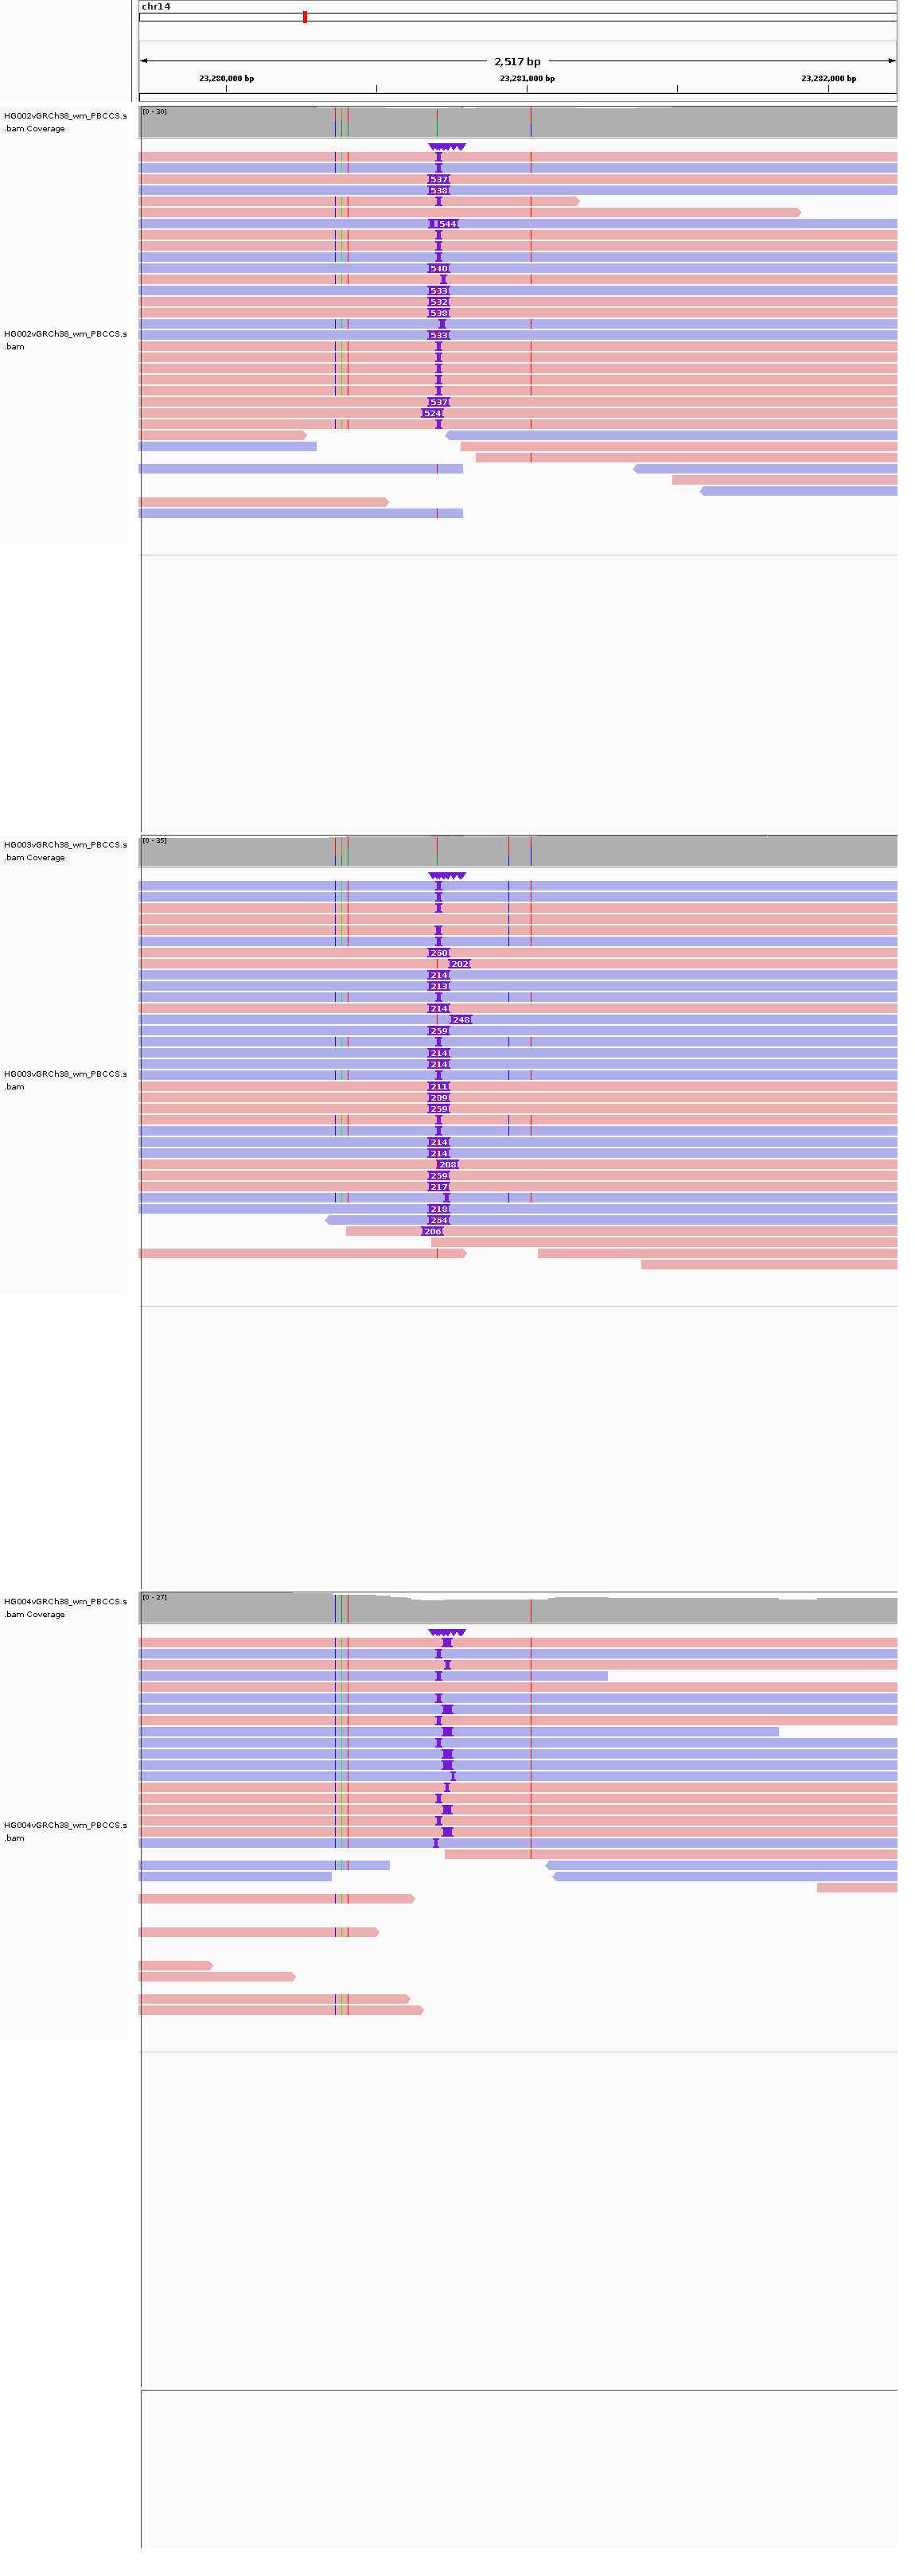 chr14
2,517 bp
23,280,000 bp 23,281,000 bp 23,282,000 bp
HG002vGRCh38_wm_PBCCS.s
.bam Coverage
[0 - 30]
537
538
544
540
533
532
538
HG002vGRCh38_wm_PBCCS.s
.bam
533
537
524
HG003vGRCh38_wm_PBCCS.s
.bam Coverage
[0 - 35]
260
202
214
213
214
248
259
214
214
HG003vGRCh38_wm_PBCCS.s
.bam
211
209
259
214
214
208
259
217
218
254
206
HG004vGRCh38_wm_PBCCS.s
.bam Coverage
[0 - 27]
HG004vGRCh38_wm_PBCCS.s
.bam